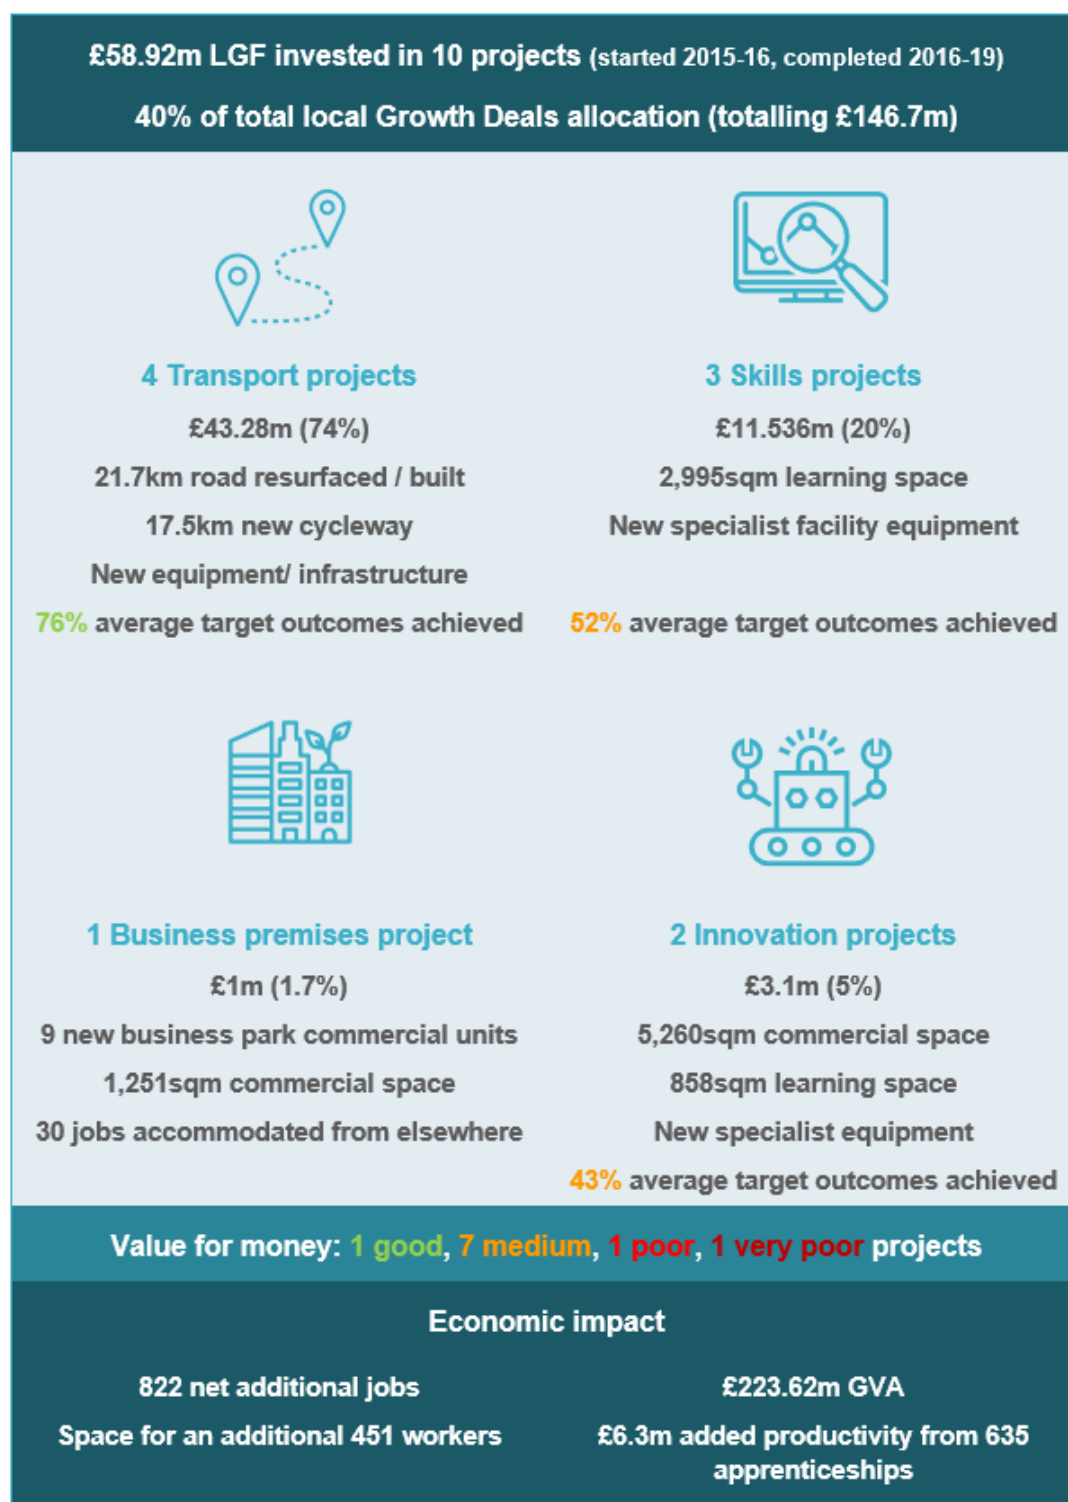 £58.92m LGF invested in 10 projects (started 2015-16, completed 2016-19)
40% of total local Growth Deals allocation (totalling £146.7m)
4 Transport projects
£43.28m (74%)
21.7km road resurfaced / built
17.5km new cycleway
New equipment/ infrastructure
76% average target outcomes achieved
3 Skills projects
£11.536m (20%)
2,995sqm learning space
New specialist facility equipment
52% average target outcomes achieved
1 Business premises project
£1m (1.7%)
9 new business park commercial units
1,251sqm commercial space
30 jobs accommodated from elsewhere
2 Innovation projects
£3.1m (5%)
5,260sqm commercial space
858sqm learning space
New specialist equipment
43% average target outcomes achieved
Value for money: 1 good, 7 medium, 1 poor, 1 very poor projects
Economic impact
822 net additional jobs
Space for an additional 451 workers
£223.62m GVA
£6.3m added productivity from 635
apprenticeships